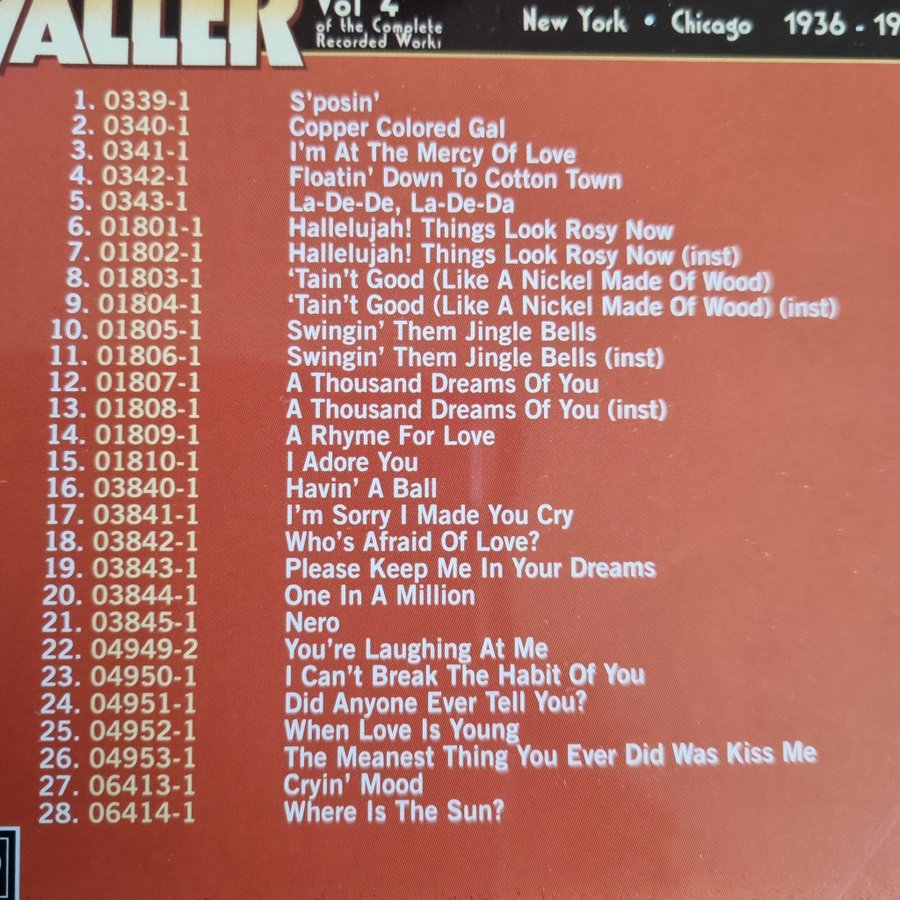 ALLER
Vol 4
of the Complete
Recorded Works
New York • Chicago 1936 - 19
1. 0339-1 S'posin'
2. 0340-1 Copper Colored Gal
3. 0341-1 I'm At The Mercy Of Love
4. 0342-1 Floatin' Down To Cotton Town
5. 0343-1 La-De-De, La-De-Da
6. 01801-1 Hallelujah! Things Look Rosy Now
7. 01802-1 Hallelujah! Things Look Rosy Now (inst)
8. 01803-1 'Tain't Good (Like A Nickel Made Of Wood)
9. 01804-1 'Tain't Good (Like A Nickel Made Of Wood) (inst)
10. 01805-1 Swingin' Them Jingle Bells
11. 01806-1 Swingin' Them Jingle Bells (inst)
12. 01807-1 A Thousand Dreams Of You
13. 01808-1 A Thousand Dreams Of You (inst)
14. 01809-1 A Rhyme For Love
15. 01810-1 I Adore You
16. 03840-1 Havin' A Ball
17. 03841-1 I'm Sorry I Made You Cry
18. 03842-1 Who's Afraid Of Love?
19. 03843-1 Please Keep Me In Your Dreams
20. 03844-1 One In A Million
21. 03845-1 Nero
22. 04949-2 You're Laughing At Me
23. 04950-1 I Can't Break The Habit Of You
24. 04951-1 Did Anyone Ever Tell You?
25. 04952-1 When Love Is Young
26. 04953-1 The Meanest Thing You Ever Did Was Kiss Me
27. 06413-1 Cryin' Mood
28. 06414-1 Where Is The Sun?